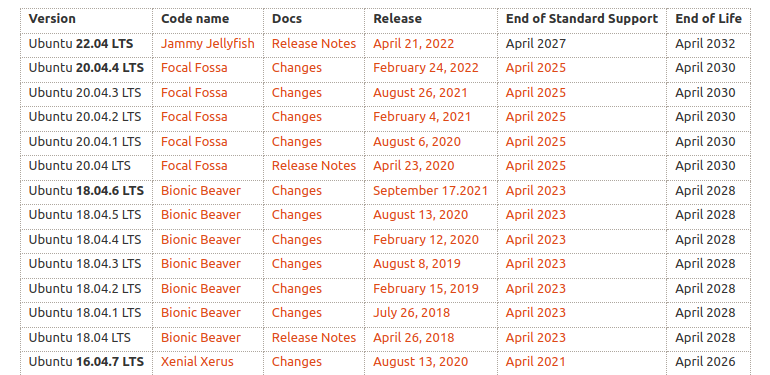 Version Code name Docs Release End of Standard Support End of Life
Ubuntu 22.04 LTS Jammy Jellyfish Release Notes April 21, 2022 April 2027 April 2032
Ubuntu 20.04.4 LTS Focal Fossa Changes February 24, 2022 April 2025 April 2030
Ubuntu 20.04.3 LTS Focal Fossa Changes August 26, 2021 April 2025 April 2030
Ubuntu 20.04.2 LTS Focal Fossa Changes February 4, 2021 April 2025 April 2030
Ubuntu 20.04.1 LTS Focal Fossa Changes August 6, 2020 April 2025 April 2030
Ubuntu 20.04 LTS Focal Fossa Release Notes April 23, 2020 April 2025 April 2030
Ubuntu 18.04.6 LTS Bionic Beaver Changes September 17.2021 April 2023 April 2028
Ubuntu 18.04.5 LTS Bionic Beaver Changes August 13, 2020 April 2023 April 2028
Ubuntu 18.04.4 LTS Bionic Beaver Changes February 12, 2020 April 2023 April 2028
Ubuntu 18.04.3 LTS Bionic Beaver Changes August 8, 2019 April 2023 April 2028
Ubuntu 18.04.2 LTS Bionic Beaver Changes February 15, 2019 April 2023 April 2028
Ubuntu 18.04.1 LTS Bionic Beaver Changes July 26, 2018 April 2023 April 2028
Ubuntu 18.04 LTS Bionic Beaver Release Notes April 26, 2018 April 2023 April 2028
Ubuntu 16.04.7 LTS Xenial Xerus Changes August 13, 2020 April 2021 April 2026